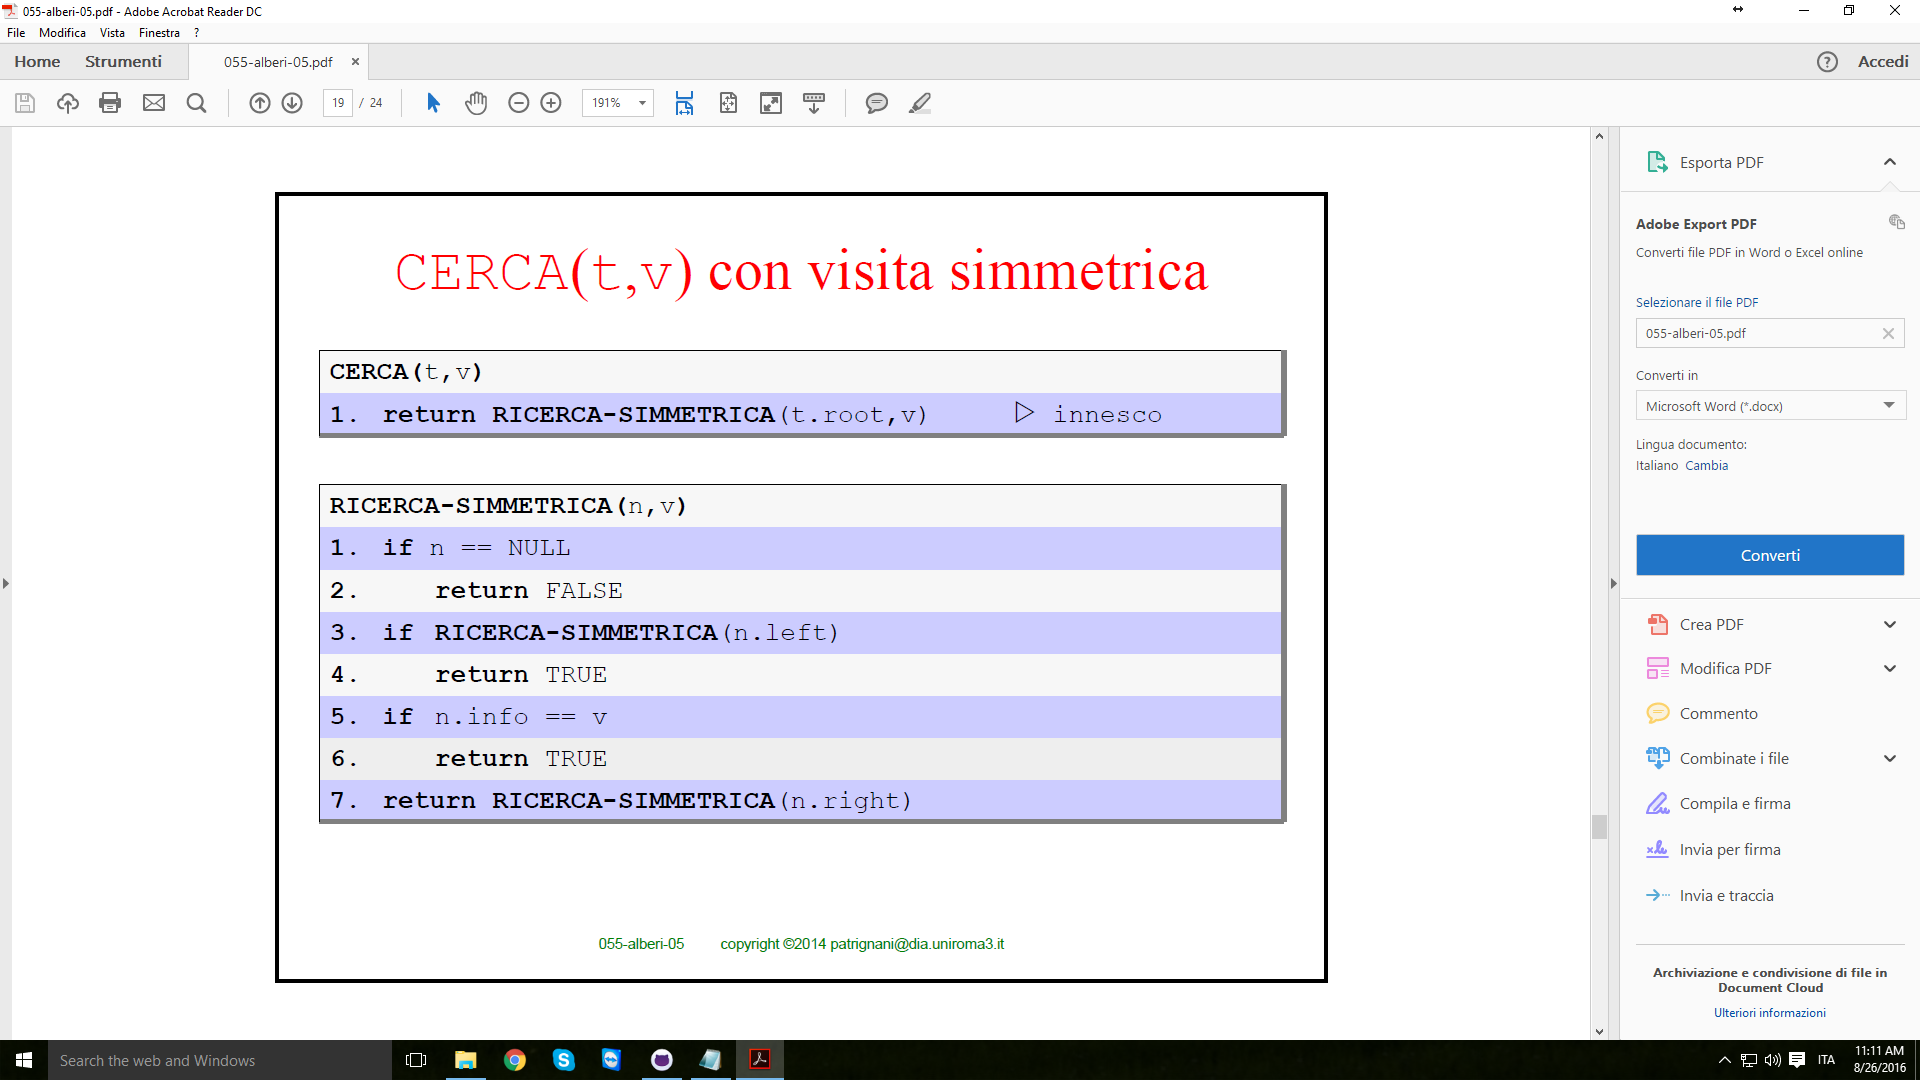 055-alberi-05.pdf - Adobe Acrobat Reader DC
File Modifica Vista Finestra ?
Home Strumenti 055-alberi-05.pdf × ? Accedi
19 / 24 191%
CERCA(t,v) con visita simmetrica
CERCA(t,v)
1. return RICERCA-SIMMETRICA(t.root,v) ▷ innesco
RICERCA-SIMMETRICA(n,v)
1. if n == NULL
2. return FALSE
3. if RICERCA-SIMMETRICA(n.left)
4. return TRUE
5. if n.info == v
6. return TRUE
7. return RICERCA-SIMMETRICA(n.right)
055-alberi-05 copyright ©2014 patrignani@dia.uniroma3.it
Esporta PDF
Adobe Export PDF
Converti file PDF in Word o Excel online
Selezionare il file PDF
055-alberi-05.pdf
Converti in
Microsoft Word (*.docx)
Lingua documento:
Italiano Cambia
Converti
Crea PDF
Modifica PDF
Commento
Combinate i file
Compila e firma
Invia per firma
Invia e traccia
Archiviazione e condivisione di file in
Document Cloud
Ulteriori informazioni
Search the web and Windows
ITA
11:11 AM
8/26/2016